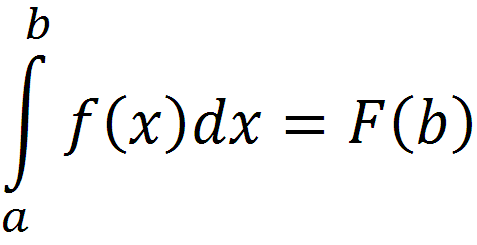 ∫_a^b f(x)dx = F(b)